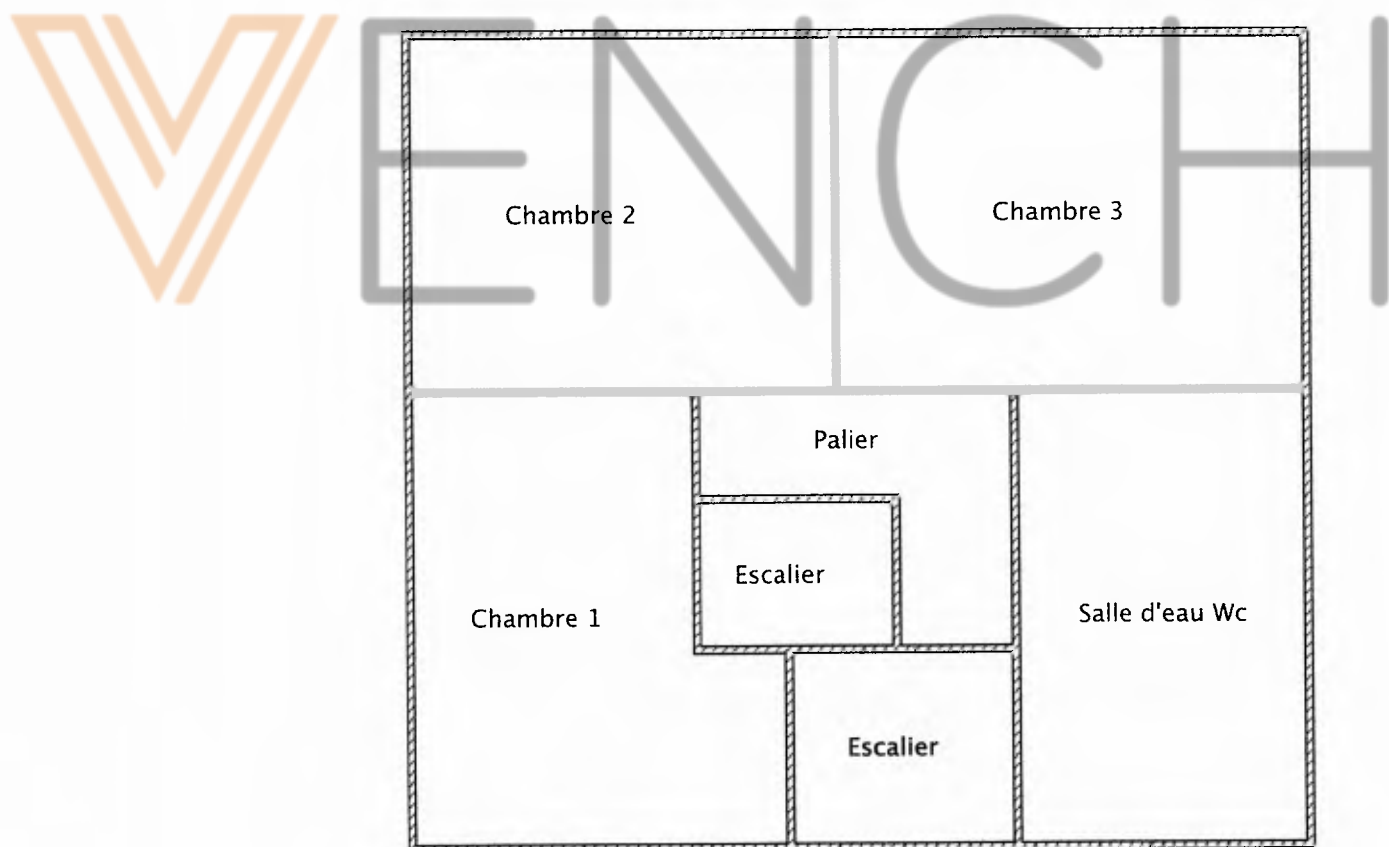 VENCH
Chambre 2
Chambre 3
Palier
Escalier
Chambre 1
Salle d'eau Wc
Escalier